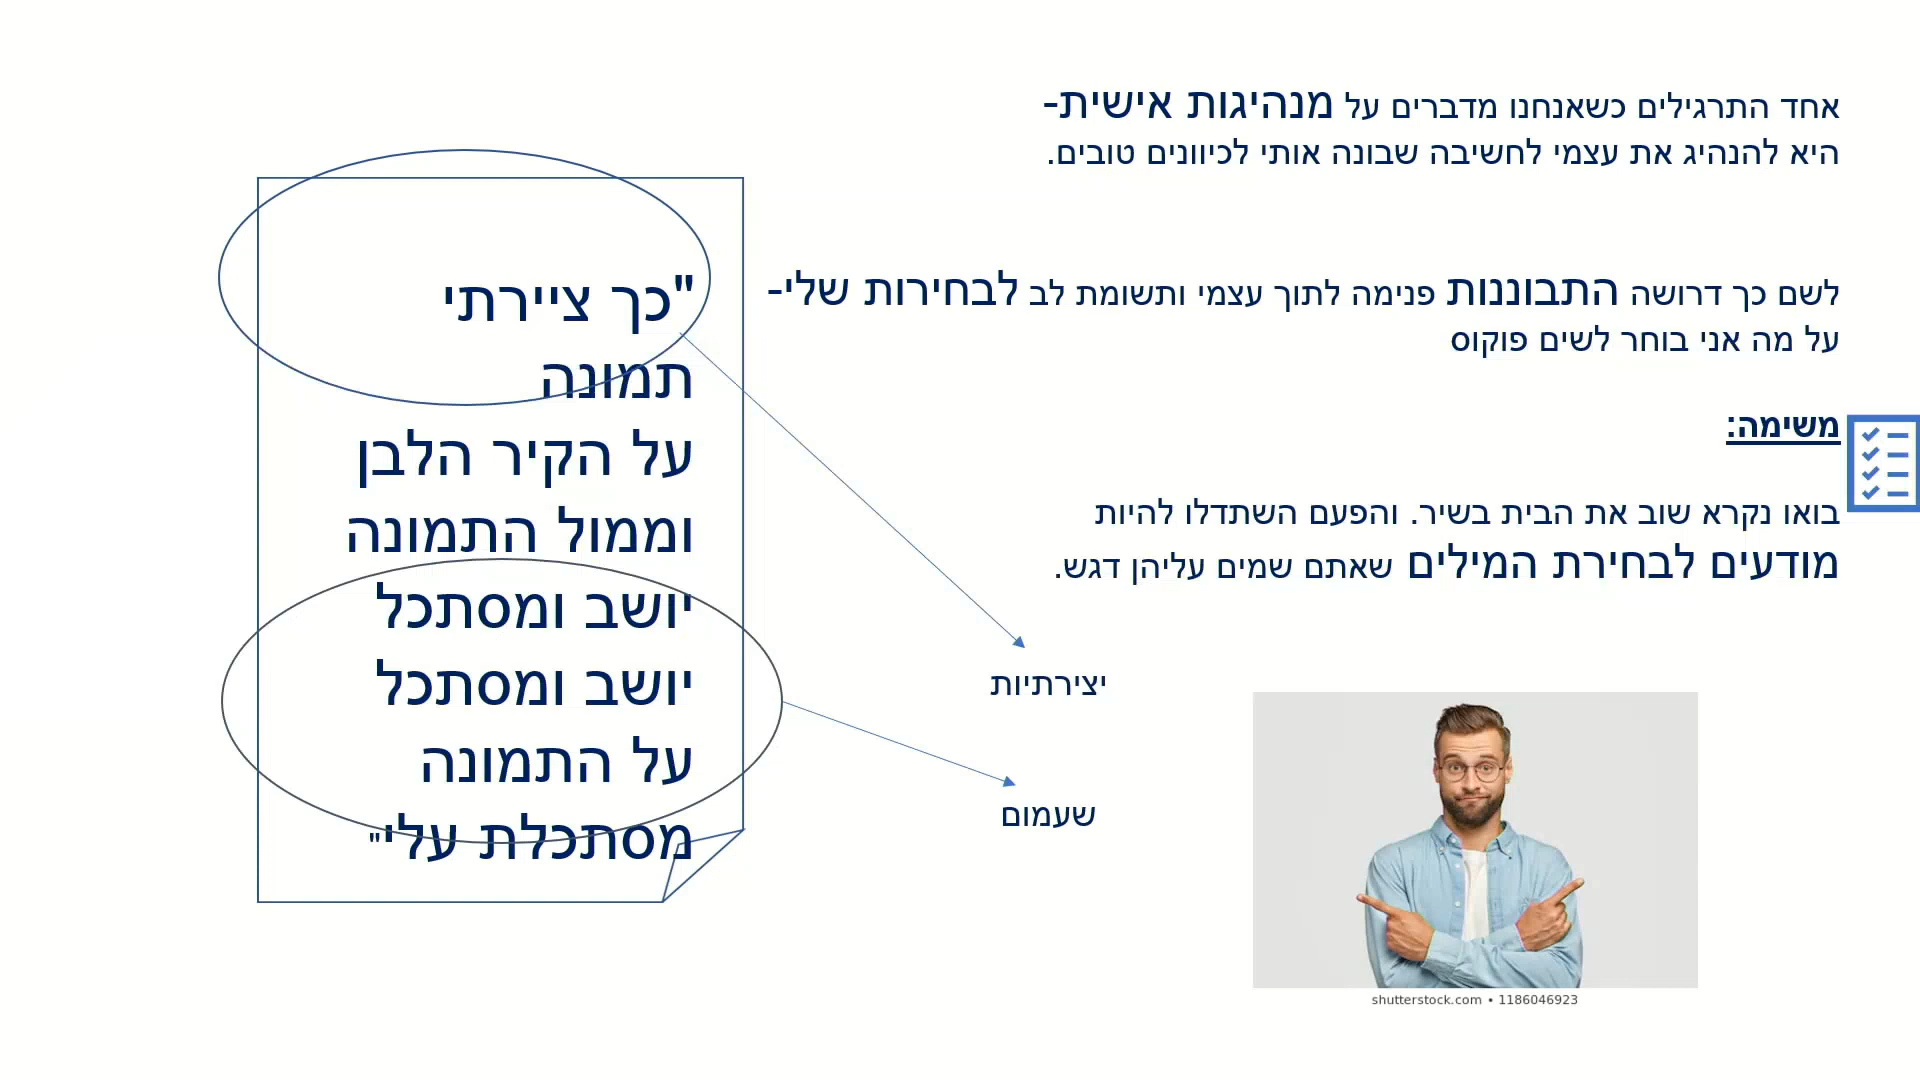 אחד התרגילים כשאנחנו מדברים על מנהיגות אישית-
היא להנהיג את עצמי לחשיבה שבונה אותי לכיוונים טובים.
לשם כך דרושה התבוננות פנימה לתוך עצמי ותשומת לב לבחירות שלי-
על מה אני בוחר לשים פוקוס
משימה:
בואו נקרא שוב את הבית בשיר. והפעם השתדלו להיות
מודעים לבחירת המילים שאתם שמים עליהן דגש.
"כך ציירתי
תמונה
על הקיר הלבן
וממול התמונה
יושב ומסתכל
יושב ומסתכל
על התמונה
מסתכלת עלי"
יצירתיות
שעמום
shutterstock.com • 1186046923